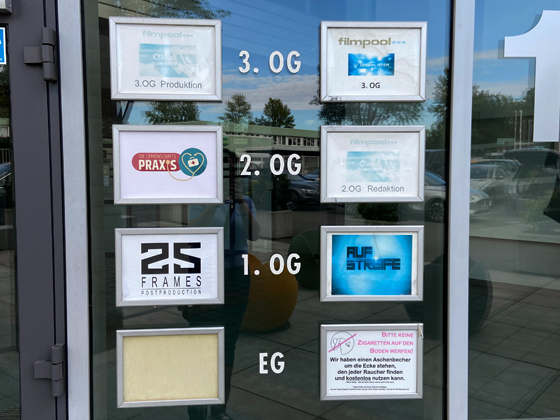 filmpool
3.OG Produktion
3. OG
filmpool
3. OG
PRAXIS
2. OG
filmpool
2.OG Redaktion
25
FRAMES
POSTPRODUCTION
1. OG
AUF
STREIFE
EG
BITTE KEINE
ZIGARETTEN AUF DEN
BODEN WERFEN!
Wir haben einen Aschenbecher
um die Ecke stehen,
den jeder Raucher finden
und kostenlos nutzen kann.
1